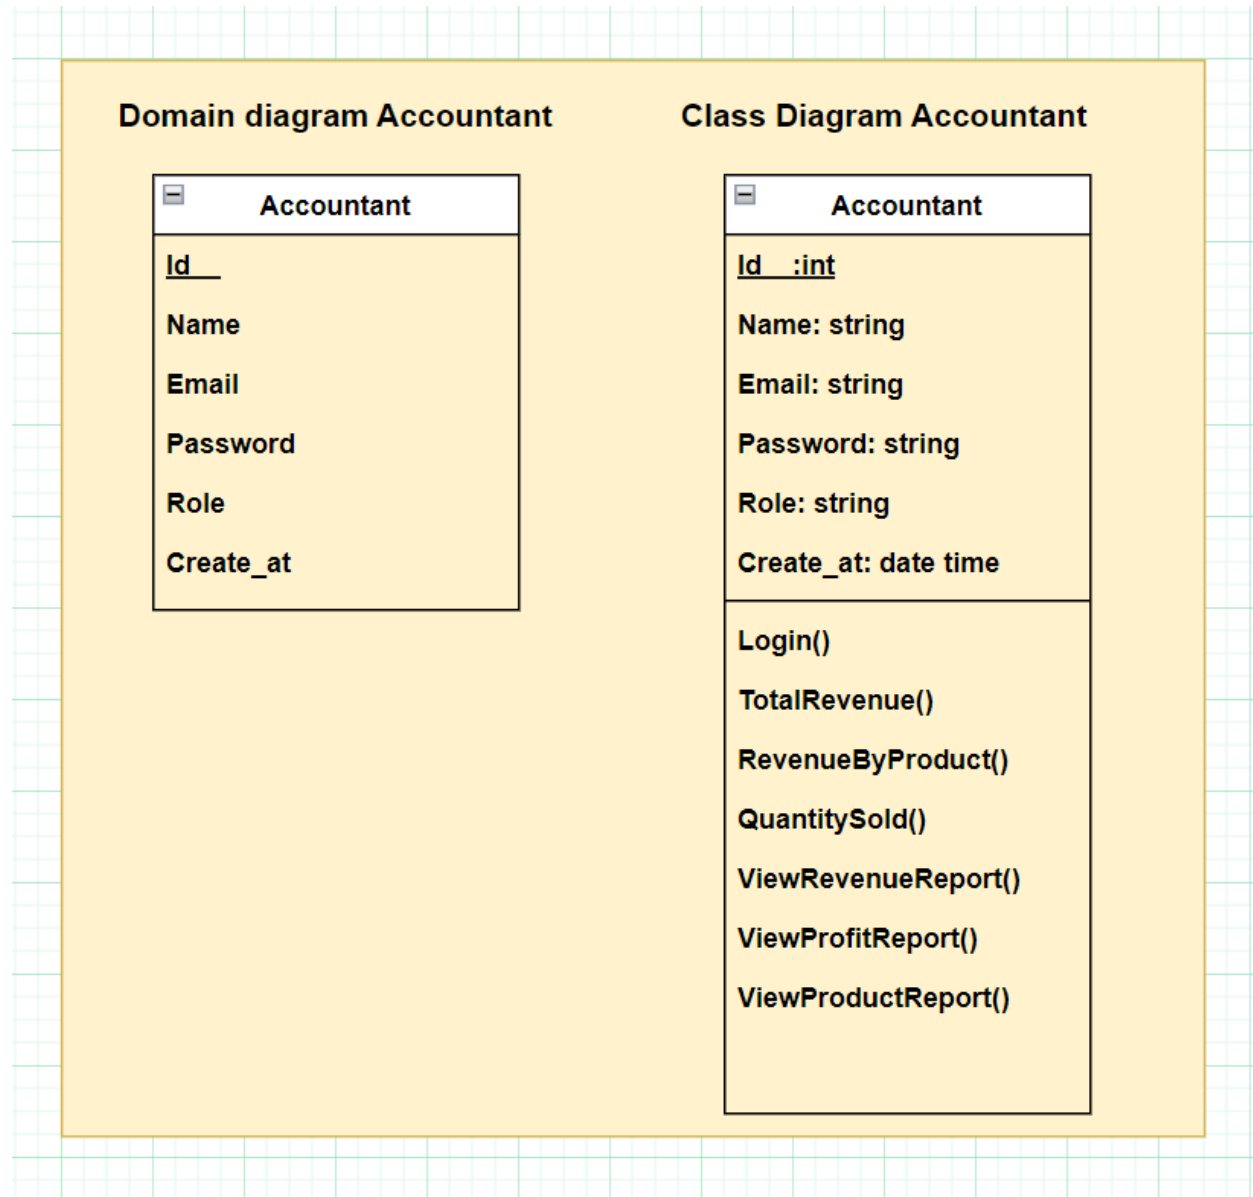 Domain diagram Accountant
Accountant
Id
Name
Email
Password
Role
Create_at
Class Diagram Accountant
Accountant
Id :int
Name: string
Email: string
Password: string
Role: string
Create_at: date time
Login()
TotalRevenue()
RevenueByProduct()
QuantitySold()
ViewRevenueReport()
ViewProfitReport()
ViewProductReport()